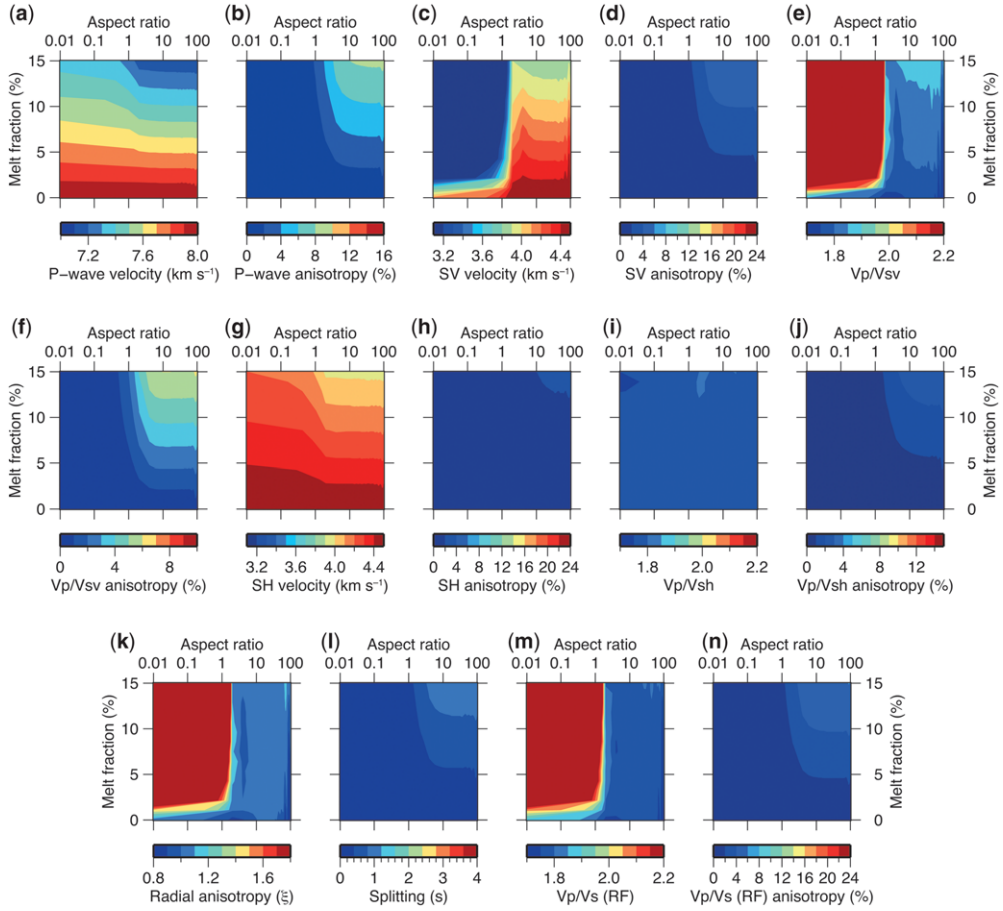 (a) Aspect ratio
0.01 0.1 1 10 100
Melt fraction (%)
15
10
5
0
7.2 7.6 8.0
P−wave velocity (km s⁻¹)
(b) Aspect ratio
0.01 0.1 1 10 100
0 4 8 12 16
P−wave anisotropy (%)
(c) Aspect ratio
0.01 0.1 1 10 100
3.2 3.6 4.0 4.4
SV velocity (km s⁻¹)
(d) Aspect ratio
0.01 0.1 1 10 100
0 4 8 12 16 20 24
SV anisotropy (%)
(e) Aspect ratio
0.01 0.1 1 10 100
15
10
5
0
Melt fraction (%)
1.8 2.0 2.2
Vp/Vsv
(f) Aspect ratio
0.01 0.1 1 10 100
Melt fraction (%)
15
10
5
0
0 4 8
Vp/Vsv anisotropy (%)
(g) Aspect ratio
0.01 0.1 1 10 100
3.2 3.6 4.0 4.4
SH velocity (km s⁻¹)
(h) Aspect ratio
0.01 0.1 1 10 100
0 4 8 12 16 20 24
SH anisotropy (%)
(i) Aspect ratio
0.01 0.1 1 10 100
1.8 2.0 2.2
Vp/Vsh
(j) Aspect ratio
0.01 0.1 1 10 100
15
10
5
0
Melt fraction (%)
0 4 8 12
Vp/Vsh anisotropy (%)
(k) Aspect ratio
0.01 0.1 1 10 100
Melt fraction (%)
15
10
5
0
0.8 1.2 1.6
Radial anisotropy (ξ)
(l) Aspect ratio
0.01 0.1 1 10 100
0 1 2 3 4
Splitting (s)
(m) Aspect ratio
0.01 0.1 1 10 100
1.8 2.0 2.2
Vp/Vs (RF)
(n) Aspect ratio
0.01 0.1 1 10 100
15
10
5
0
Melt fraction (%)
0 4 8 12 16 20 24
Vp/Vs (RF) anisotropy (%)